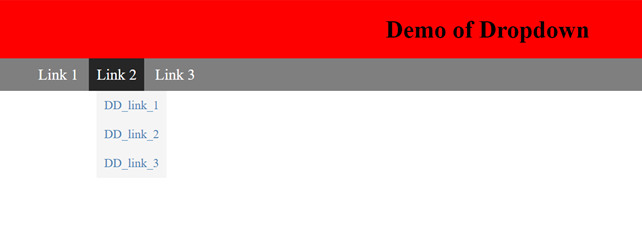 Demo of Dropdown
Link 1 Link 2 Link 3
DD_link_1
DD_link_2
DD_link_3